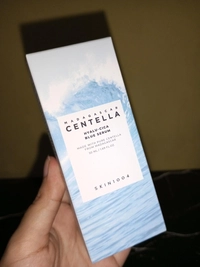 MADAGASCAR
CENTELLA
HYALU-CICA
BLUE SERUM
SKIN1004